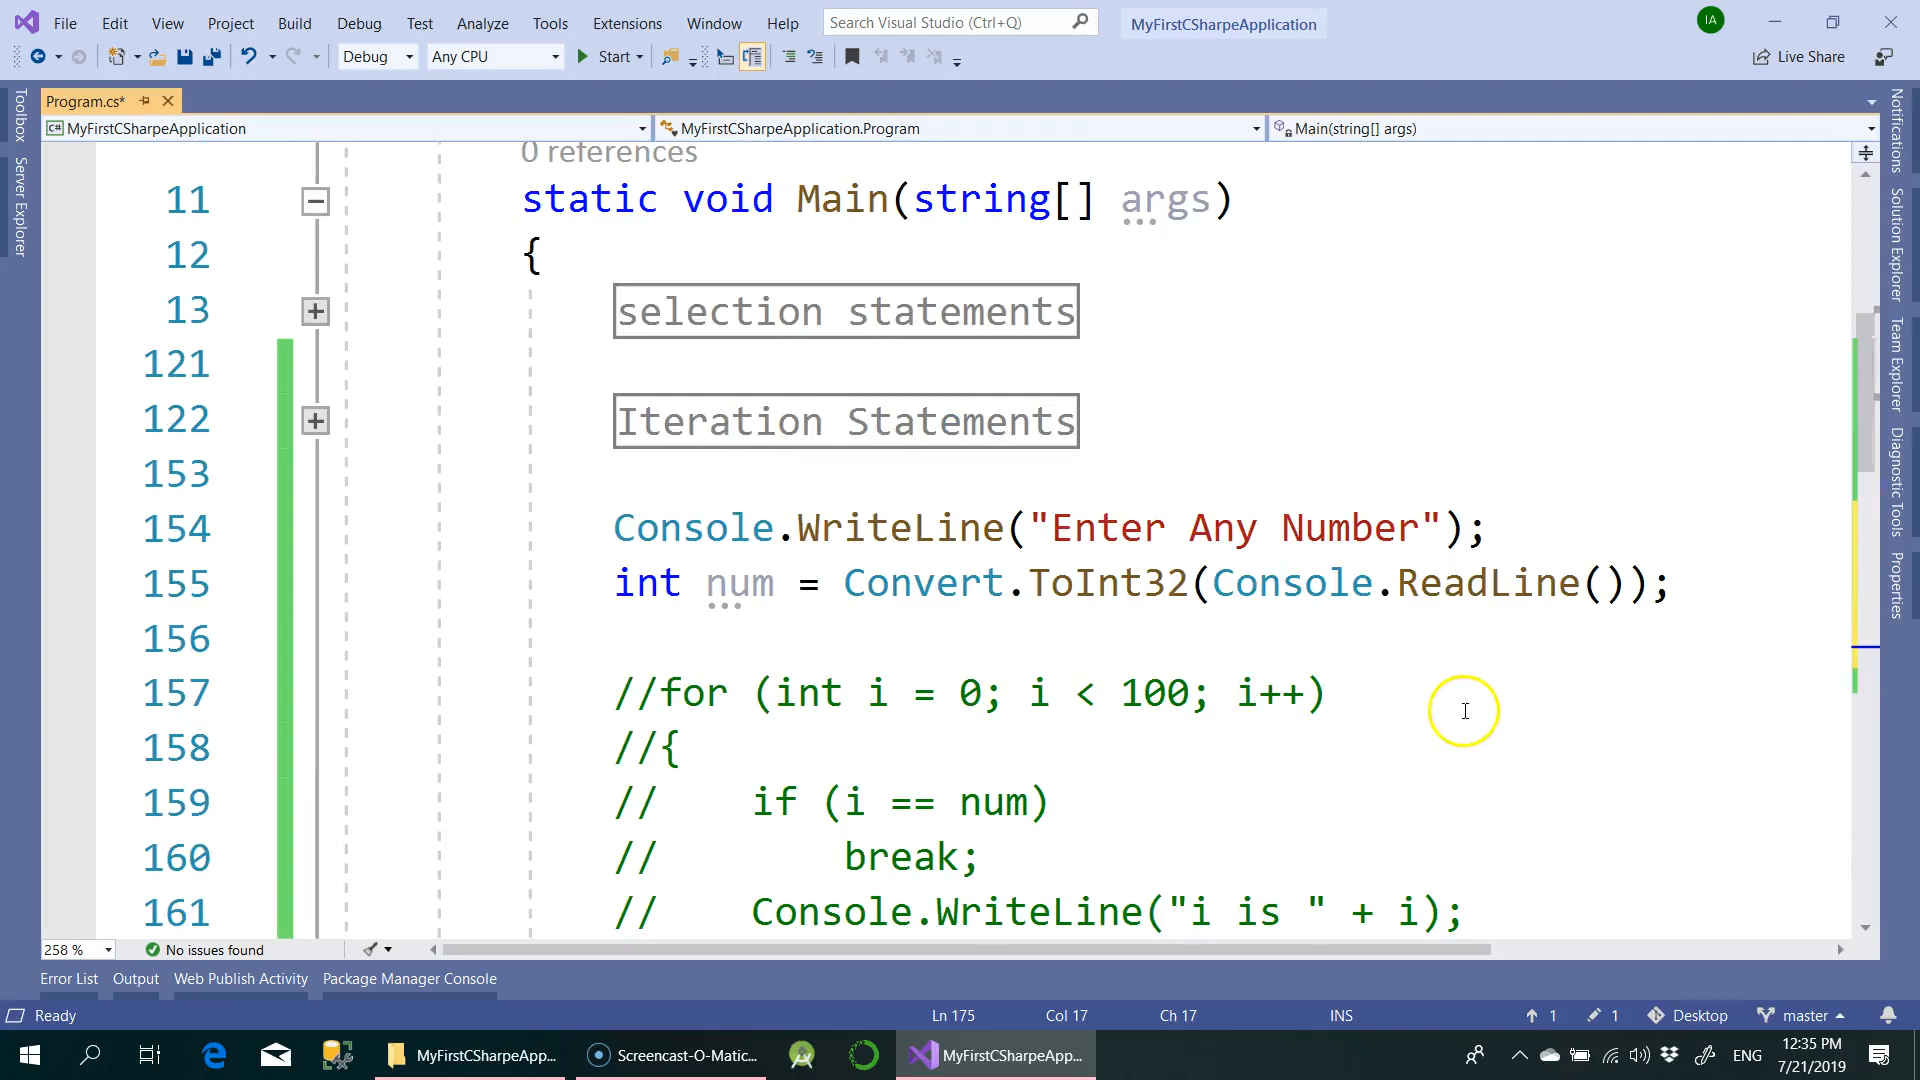 File Edit View Project Build Debug Test Analyze Tools Extensions Window Help Search Visual Studio (Ctrl+Q) MyFirstCSharpeApplication IA
Debug Any CPU Start Live Share
Program.cs*
C# MyFirstCSharpeApplication MyFirstCSharpeApplication.Program Main(string[] args)
Toolbox
Server Explorer
Notifications
Solution Explorer
Team Explorer
Diagnostic Tools
Properties
0 references
11 static void Main(string[] args)
12 {
13 selection statements
121
122 Iteration Statements
153
154 Console.WriteLine("Enter Any Number");
155 int num = Convert.ToInt32(Console.ReadLine());
156
157 //for (int i = 0; i < 100; i++)
158 //{
159 // if (i == num)
160 // break;
161 // Console.WriteLine("i is " + i);
258 % No issues found
Error List Output Web Publish Activity Package Manager Console
Ready Ln 175 Col 17 Ch 17 INS 1 1 Desktop master
MyFirstCSharpeApp... Screencast-O-Matic... MyFirstCSharpeApp... ENG 12:35 PM
7/21/2019